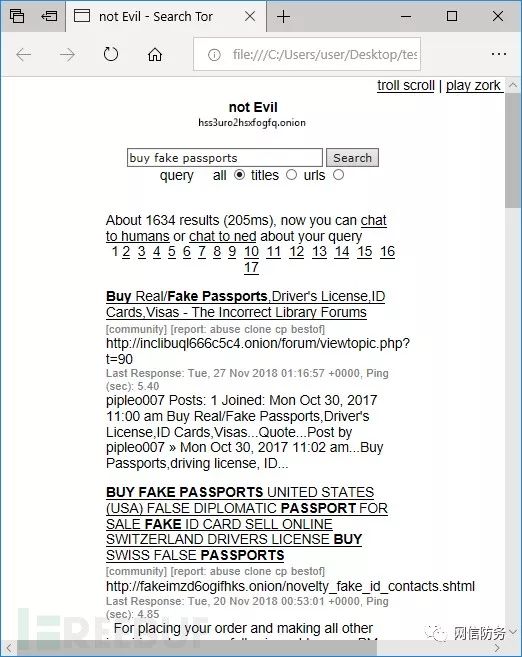 not Evil - Search Tor
file:///C:/Users/user/Desktop/tes
troll scroll | play zork
not Evil
hss3uro2hsxfogfq.onion
buy fake passports Search
query all titles urls
About 1634 results (205ms), now you can chat
to humans or chat to ned about your query
1 2 3 4 5 6 7 8 9 10 11 12 13 14 15 16
17
Buy Real/Fake Passports,Driver's License,ID
Cards,Visas - The Incorrect Library Forums
[community] [report: abuse clone cp bestof]
http://inclibuql666c5c4.onion/forum/viewtopic.php?
t=90
Last Response: Tue, 27 Nov 2018 01:16:57 +0000, Ping
(sec): 5.40
pipleo007 Posts: 1 Joined: Mon Oct 30, 2017
11:00 am Buy Real/Fake Passports,Driver's
License,ID Cards,Visas...Quote...Post by
pipleo007 » Mon Oct 30, 2017 11:02 am...Buy
Passports,driving license, ID...
BUY FAKE PASSPORTS UNITED STATES
(USA) FALSE DIPLOMATIC PASSPORT FOR
SALE FAKE ID CARD SELL ONLINE
SWITZERLAND DRIVERS LICENSE BUY
SWISS FALSE PASSPORTS
[community] [report: abuse clone cp bestof]
http://fakeimzd6ogifhks.onion/novelty_fake_id_contacts.shtml
Last Response: Tue, 20 Nov 2018 00:53:01 +0000, Ping
(sec): 4.85
For placing your order and making all other
FREEBUF
网信防务